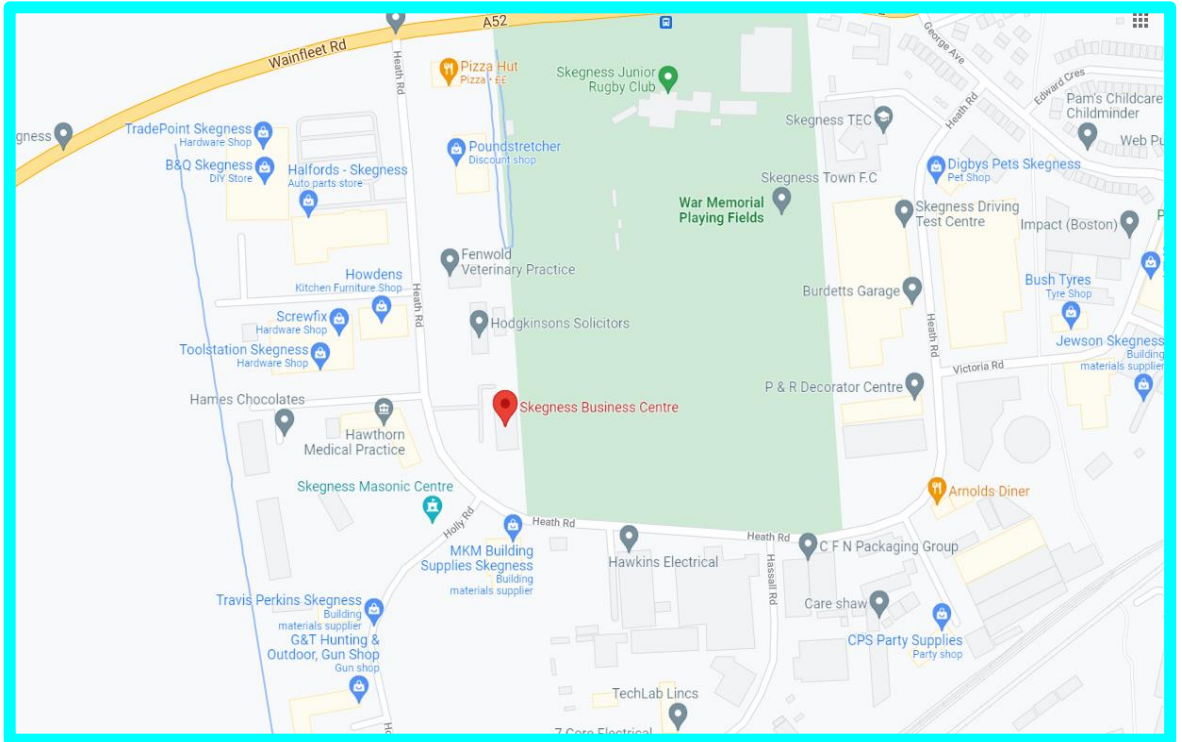 A52
Wainfleet Rd
Heath Rd
George Ave
Edward Cres
Heath Rd
Pizza Hut
Pizza · ££
Skegness Junior
Rugby Club
Skegness TEC
Pam's Childcare
Childminder
gness
TradePoint Skegness
Hardware Shop
B&Q Skegness
DIY Store
Halfords - Skegness
Auto parts store
Poundstretcher
Discount shop
Skegness Town F.C
War Memorial
Playing Fields
Digbys Pets Skegness
Pet Shop
Skegness Driving
Test Centre
Impact (Boston)
Fenwold
Veterinary Practice
Howdens
Kitchen Furniture Shop
Heath Rd
Burdetts Garage
Bush Tyres
Tyre Shop
Screwfix
Hardware Shop
Hodgkinsons Solicitors
Heath Rd
Toolstation Skegness
Hardware Shop
Jewson Skegness
Building
materials supplier
Victoria Rd
P & R Decorator Centre
Hames Chocolates
Skegness Business Centre
Hawthorn
Medical Practice
Skegness Masonic Centre
Arnolds Diner
Holly Rd
Heath Rd
Heath Rd
MKM Building
Supplies Skegness
Building
materials supplier
Hawkins Electrical
C F N Packaging Group
Hassall Rd
Travis Perkins Skegness
Building
materials supplier
Care shaw
G&T Hunting &
Outdoor, Gun Shop
Gun shop
CPS Party Supplies
Party shop
TechLab Lincs